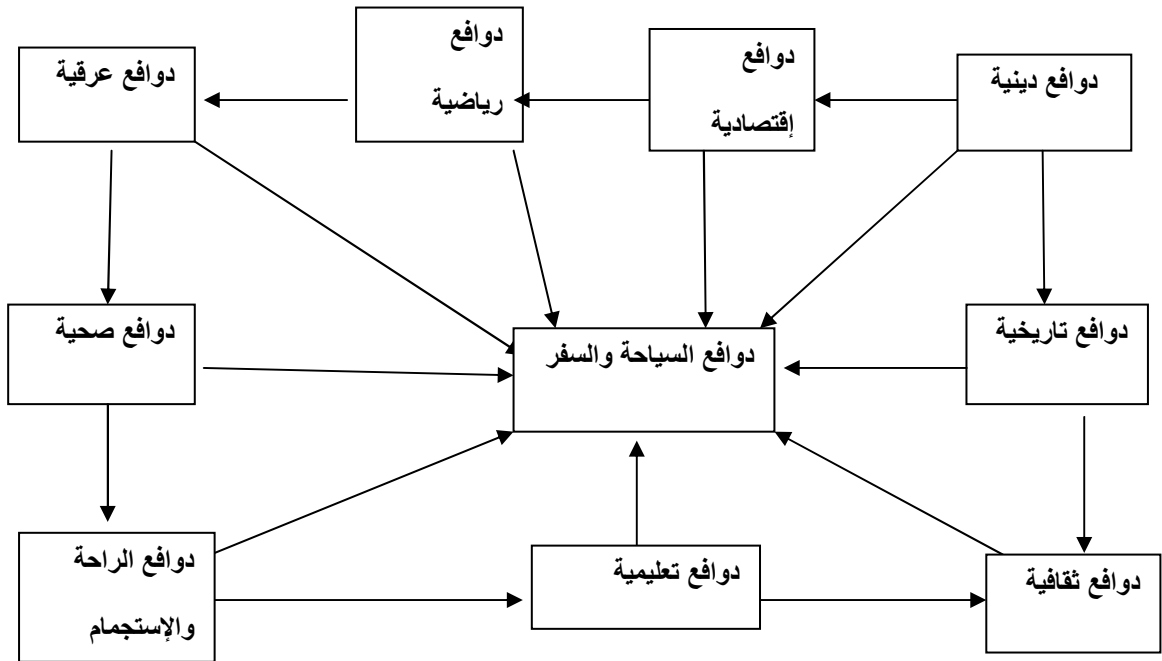 دوافع دينية
دوافع
إقتصادية
دوافع
رياضية
دوافع عرقية
دوافع تاريخية
دوافع السياحة والسفر
دوافع صحية
دوافع ثقافية
دوافع تعليمية
دوافع الراحة
والإستجمام